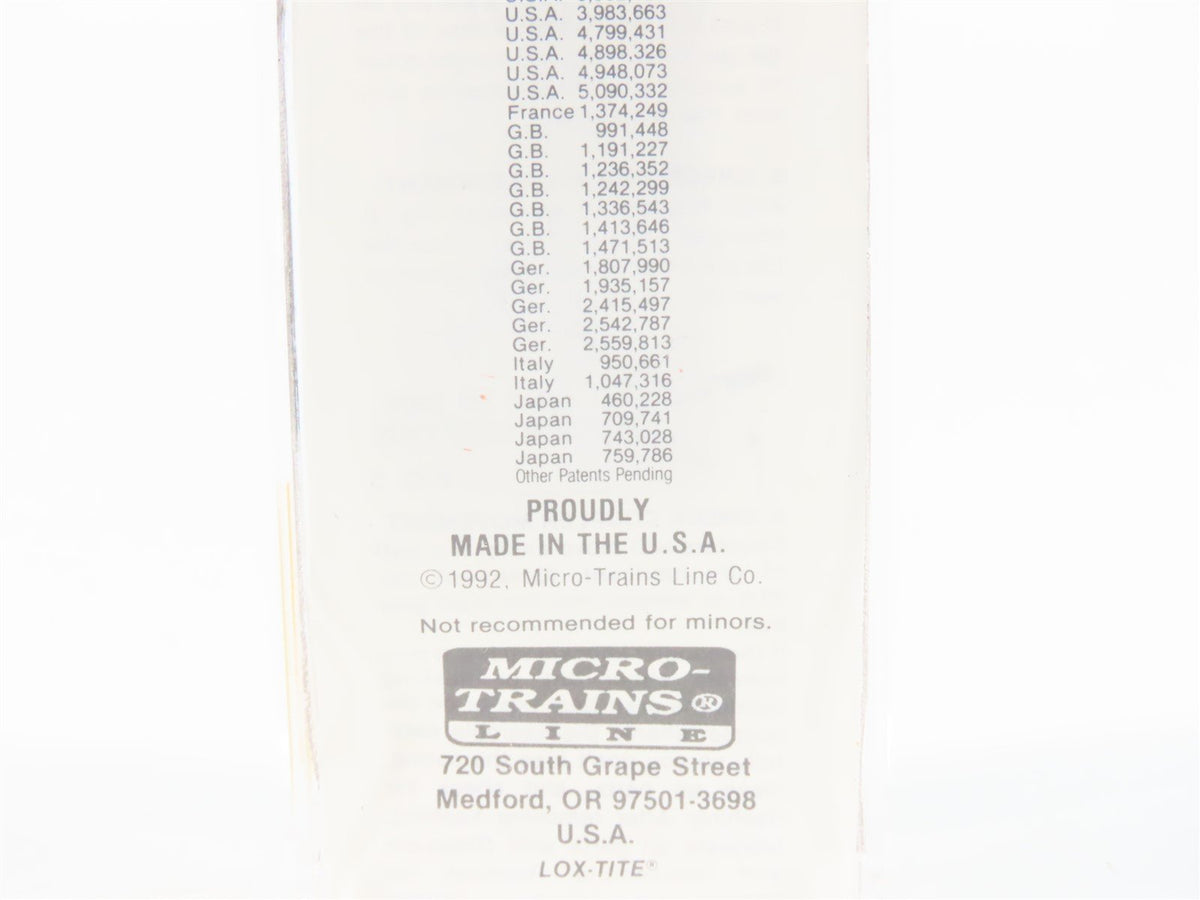 U.S.A. 3,983,663
U.S.A. 4,799,431
U.S.A. 4,898,326
U.S.A. 4,948,073
U.S.A. 5,090,332
France 1,374,249
G.B. 991,448
G.B. 1,191,227
G.B. 1,236,352
G.B. 1,242,299
G.B. 1,336,543
G.B. 1,413,646
G.B. 1,471,513
Ger. 1,807,990
Ger. 1,935,157
Ger. 2,415,497
Ger. 2,542,787
Ger. 2,559,813
Italy 950,661
Italy 1,047,316
Japan 460,228
Japan 709,741
Japan 743,028
Japan 759,786
Other Patents Pending
PROUDLY
MADE IN THE U.S.A.
©1992, Micro-Trains Line Co.
Not recommended for minors.
MICRO-
TRAINS®
LINE
720 South Grape Street
Medford, OR 97501-3698
U.S.A.
LOX-TITE®